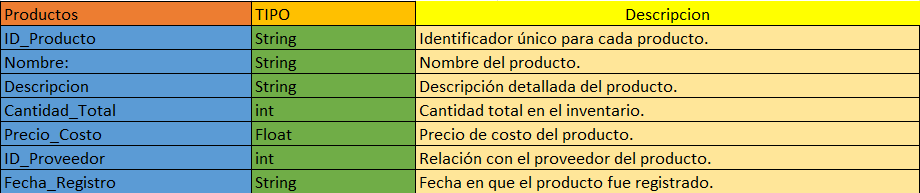 Productos TIPO Descripcion
ID_Producto String Identificador único para cada producto.
Nombre: String Nombre del producto.
Descripcion String Descripción detallada del producto.
Cantidad_Total int Cantidad total en el inventario.
Precio_Costo Float Precio de costo del producto.
ID_Proveedor int Relación con el proveedor del producto.
Fecha_Registro String Fecha en que el producto fue registrado.